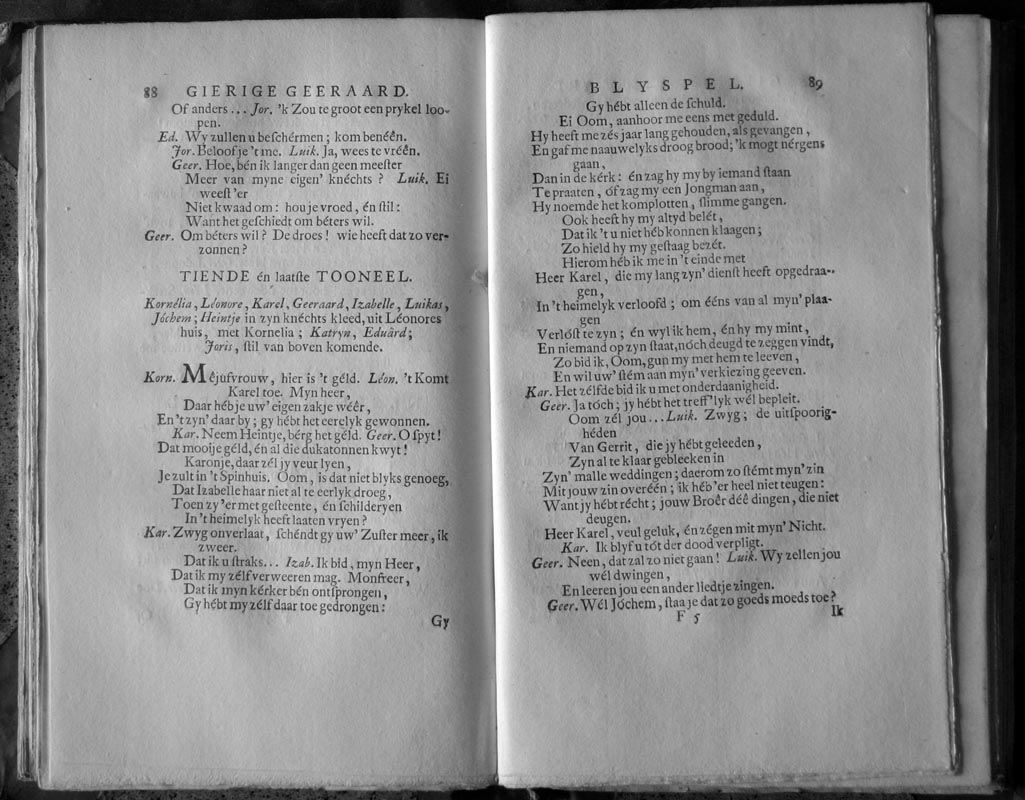 88 GIERIGE GEERAARD.
Of anders ... Jor. 'k Zou te groot een prykel loo-
pen.
Ed. Wy zullen u beſchérmen; kom benéên.
Jor. Beloof je 't me. Luik. Ja, wees te vréên.
Geer. Hoe, bén ik langer dan geen meeſter
Meer van myne eigen' knéchts? Luik. Ei
weeſt 'er
Niet kwaad om: hou je vroed, én ſtil:
Want het geſchiedt om béters wil.
Geer. Om béters wil? De droes! wie heeft dat zo ver-
zonnen?
TIENDE én laatſte TOONEEL.
Kornélia, Léonore, Karel, Geeraard, Izabelle, Luikas,
Jóchem; Heintje in zyn knéchts kleed, uit Léonores
huis, met Kornelia; Katryn, Eduärd;
Joris, ſtil van boven komende.
Korn. Mêjufvrouw, hier is 't géld. Léon. 't Komt
Karel toe. Myn heer,
Daar héb je uw' eigen zakje wéêr,
En 't zyn' daar by; gy hébt het eerelyk gewonnen.
Kar. Neem Heintje, bérg het géld. Geer. O ſpyt!
Dat mooije géld, én al die dukatonnen kwyt!
Karonje, daar zél jy veur lyen,
Je zult in 't Spinhuis. Oom, is dat niet blyks genoeg,
Dat Izabelle haar niet al te eerlyk droeg,
Toen zy 'er met geſteente, én ſchilderyen
In 't heimelyk heeft laaten vryen?
Kar. Zwyg onverlaat, ſchéndt gy uw' Zuſter meer, ik
zweer.
Dat ik u ſtraks... Izab. Ik bid, myn Heer,
Dat ik my zélf verweeren mag. Monfreer,
Dat ik myn kérker bén ontſprongen,
Gy hébt my zélf daar toe gedrongen:
Gy
BLYSPEL. 89
Gy hébt alleen de ſchuld.
Ei Oom, aanhoor me eens met geduld.
Hy heeft me zés jaar lang gehouden, als gevangen,
En gaf me naauwelyks droog brood; 'k mogt nérgens
gaan,
Dan in de kérk: én zag hy my by iemand ſtaan
Te praaten, óf zag my een Jongman aan,
Hy noemde het komplotten, ſlimme gangen.
Ook heeft hy my altyd belét,
Dat ik 't u niet héb konnen klaagen;
Zo hield hy my geſtaag bezét.
Hierom héb ik me in 't einde met
Heer Karel, die my lang zyn' dienſt heeft opgedraa-
gen,
In 't heimelyk verloofd; om ééns van al myn' plaa-
gen
Verlóſt te zyn; én wyl ik hem, én hy my mint,
En niemand op zyn ſtaat, nóch deugd te zeggen vindt,
Zo bid ik, Oom, gun my met hem te leeven,
En wil uw' ſtém aan myn' verkiezing geeven.
Kar. Het zélfde bid ik u met onderdaanigheid.
Geer. Ja tóch; jy hébt het treff'lyk wél bepleit.
Oom zél jou... Luik. Zwyg; de uitſpoorig-
héden
Van Gerrit, die jy hébt geleeden,
Zyn al te klaar gebleeken in
Zyn' malle weddingen; daerom zo ſtémt myn' zin
Mit jouw zin overéén; ik héb 'er heel niet teugen:
Want jy hébt récht; jouw Broêr déê dingen, die niet
deugen.
Heer Karel, veul geluk, én zégen mit myn' Nicht.
Kar. Ik blyf u tót der dood verpligt.
Geer. Neen, dat zal zo niet gaan! Luik. Wy zellen jou
wél dwingen,
En leeren jou een ander liedtje zingen.
Geer. Wél Jóchem, ſtaa je dat zo goeds moeds toe?
F 5 Ik